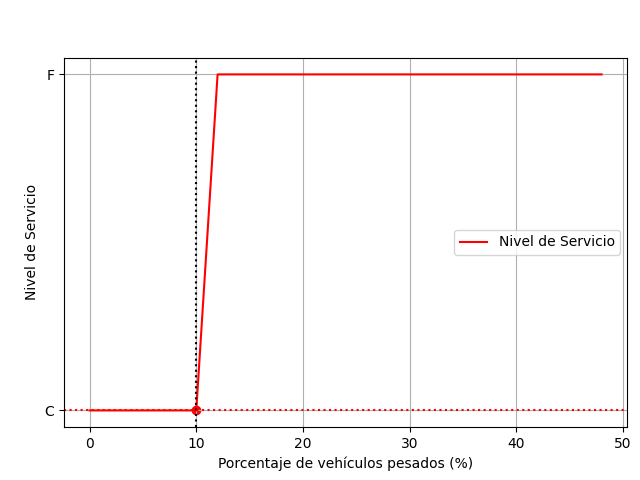 F
Nivel de Servicio
Nivel de Servicio
C
0 10 20 30 40 50
Porcentaje de vehículos pesados (%)